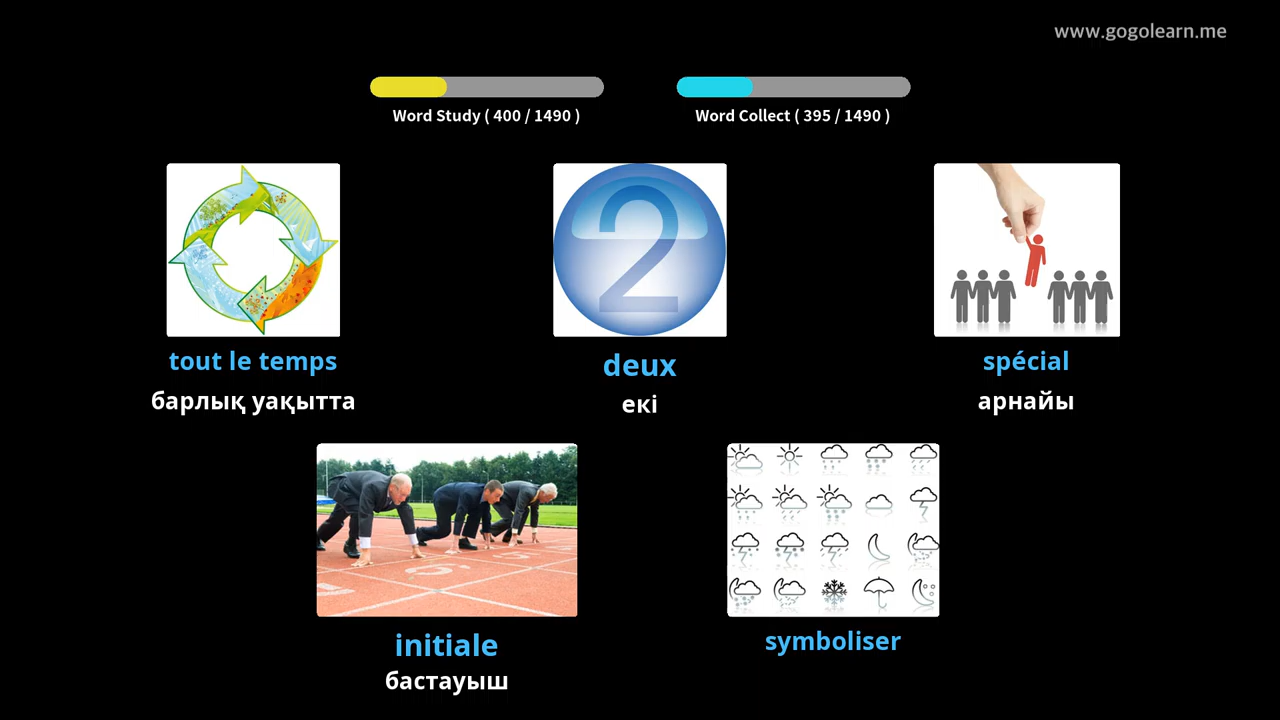 www.gogolearn.me
Word Study ( 400 / 1490 )
Word Collect ( 395 / 1490 )
2
tout le temps
барлық уақытта
deux
екі
spécial
арнайы
initiale
бастауыш
symboliser